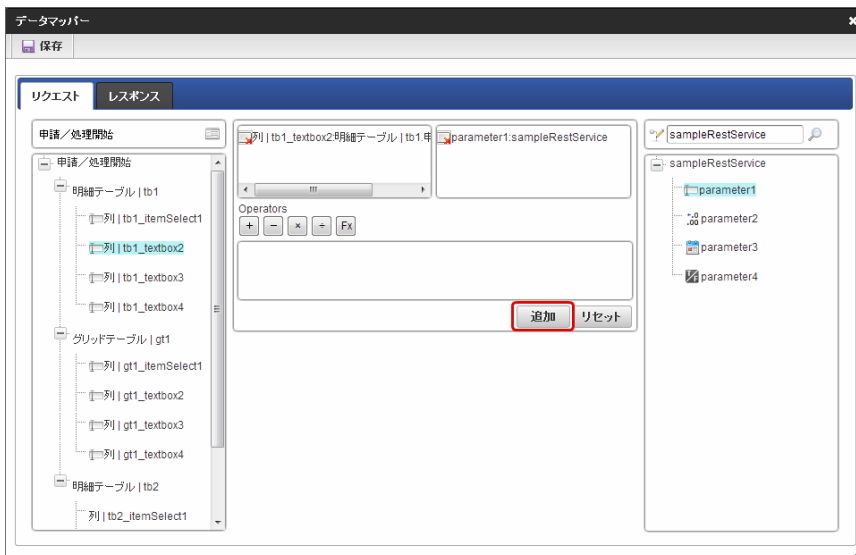 データマッパー
保存
リクエスト
レスポンス
申請／処理開始
申請／処理開始
明細テーブル | tb1
列 | tb1_itemSelect1
列 | tb1_textbox2
列 | tb1_textbox3
列 | tb1_textbox4
グリッドテーブル | gt1
列 | gt1_itemSelect1
列 | gt1_textbox2
列 | gt1_textbox3
列 | gt1_textbox4
明細テーブル | tb2
列 | tb2_itemSelect1
列 | tb1_textbox2:明細テーブル | tb1.申
parameter1:sampleRestService
Operators
+ − × ÷ Fx
追加
リセット
sampleRestService
sampleRestService
parameter1
parameter2
parameter3
parameter4